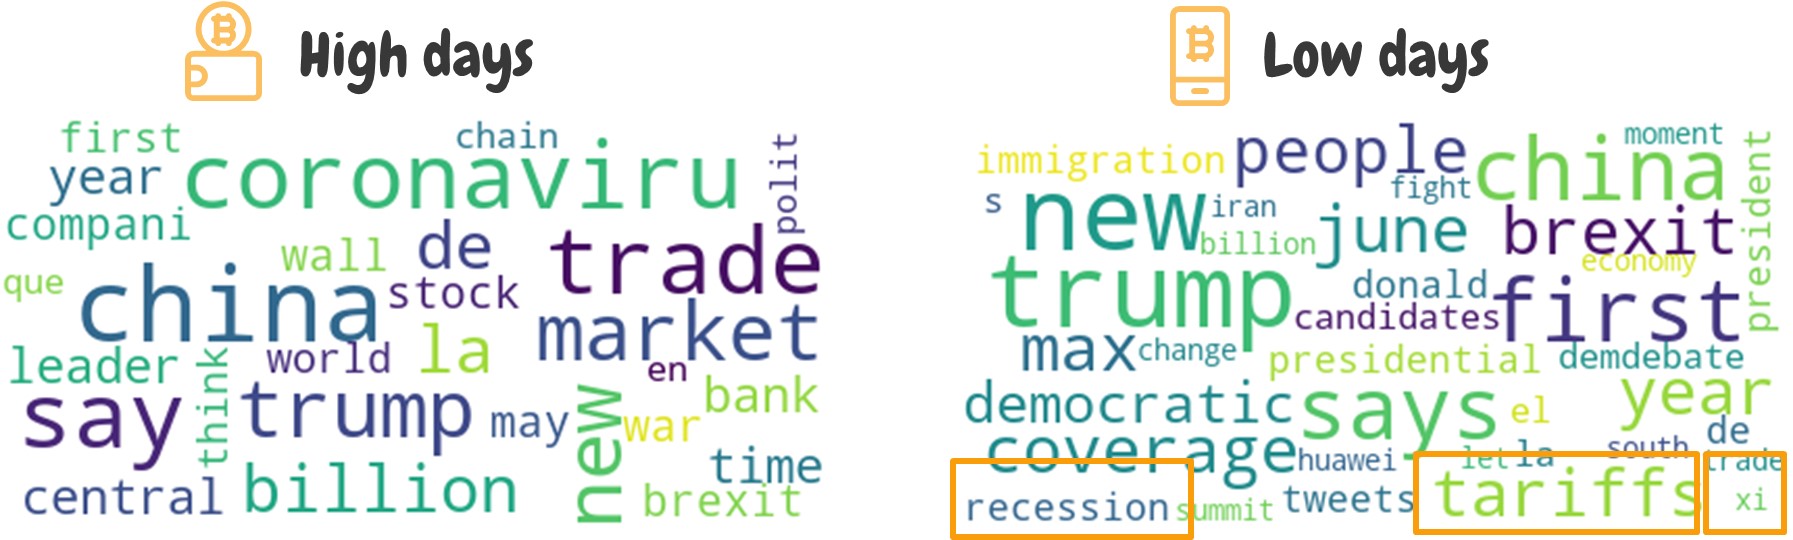 High days
Low days
first
chain
polit
year
coronaviru
compani
wall
de
trade
que
china
stock
market
leader
think
world
la
en
say
trump
may
new
war
bank
central
billion
time
brexit
immigration
people
china
moment
president
s
new
iran
fight
billion
june
brexit
economy
trump
donald
first
candidates
max
change
presidential
demdebate
democratic
says
el
year
coverage
huawei
let
la
south
de
trade
recession
summit
tweets
tariffs
xi